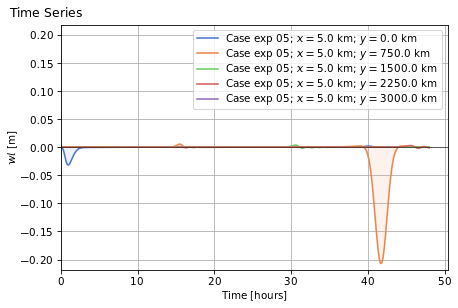 Time Series
0.20
0.15
0.10
0.05
0.00
−0.05
−0.10
−0.15
−0.20
wl [m]
Case exp 05; x = 5.0 km; y = 0.0 km
Case exp 05; x = 5.0 km; y = 750.0 km
Case exp 05; x = 5.0 km; y = 1500.0 km
Case exp 05; x = 5.0 km; y = 2250.0 km
Case exp 05; x = 5.0 km; y = 3000.0 km
0 10 20 30 40 50
Time [hours]